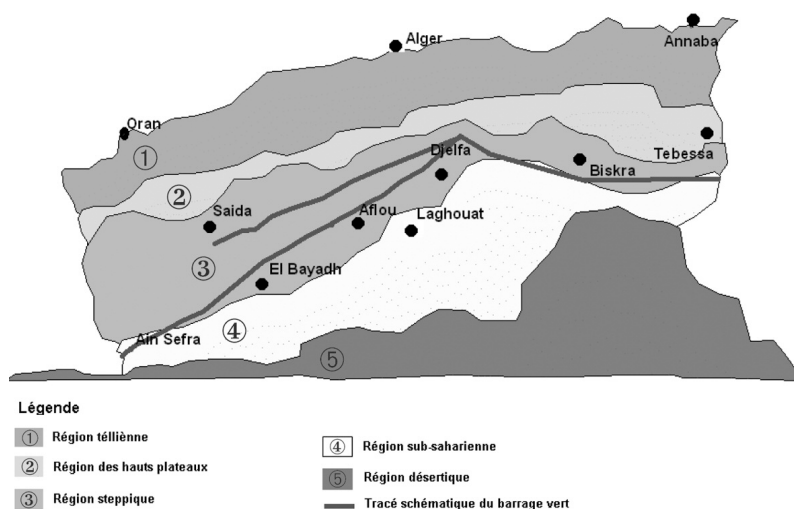 Alger
Annaba
Oran
①
Tebessa
Djelfa
Biskra
②
Saida
Aflou
Laghouat
③
El Bayadh
④
Ain Sefra
⑤
Légende
① Région télliènne
② Région des hauts plateaux
③ Région steppique
④ Région sub-saharienne
⑤ Région désertique
Tracé schématique du barrage vert